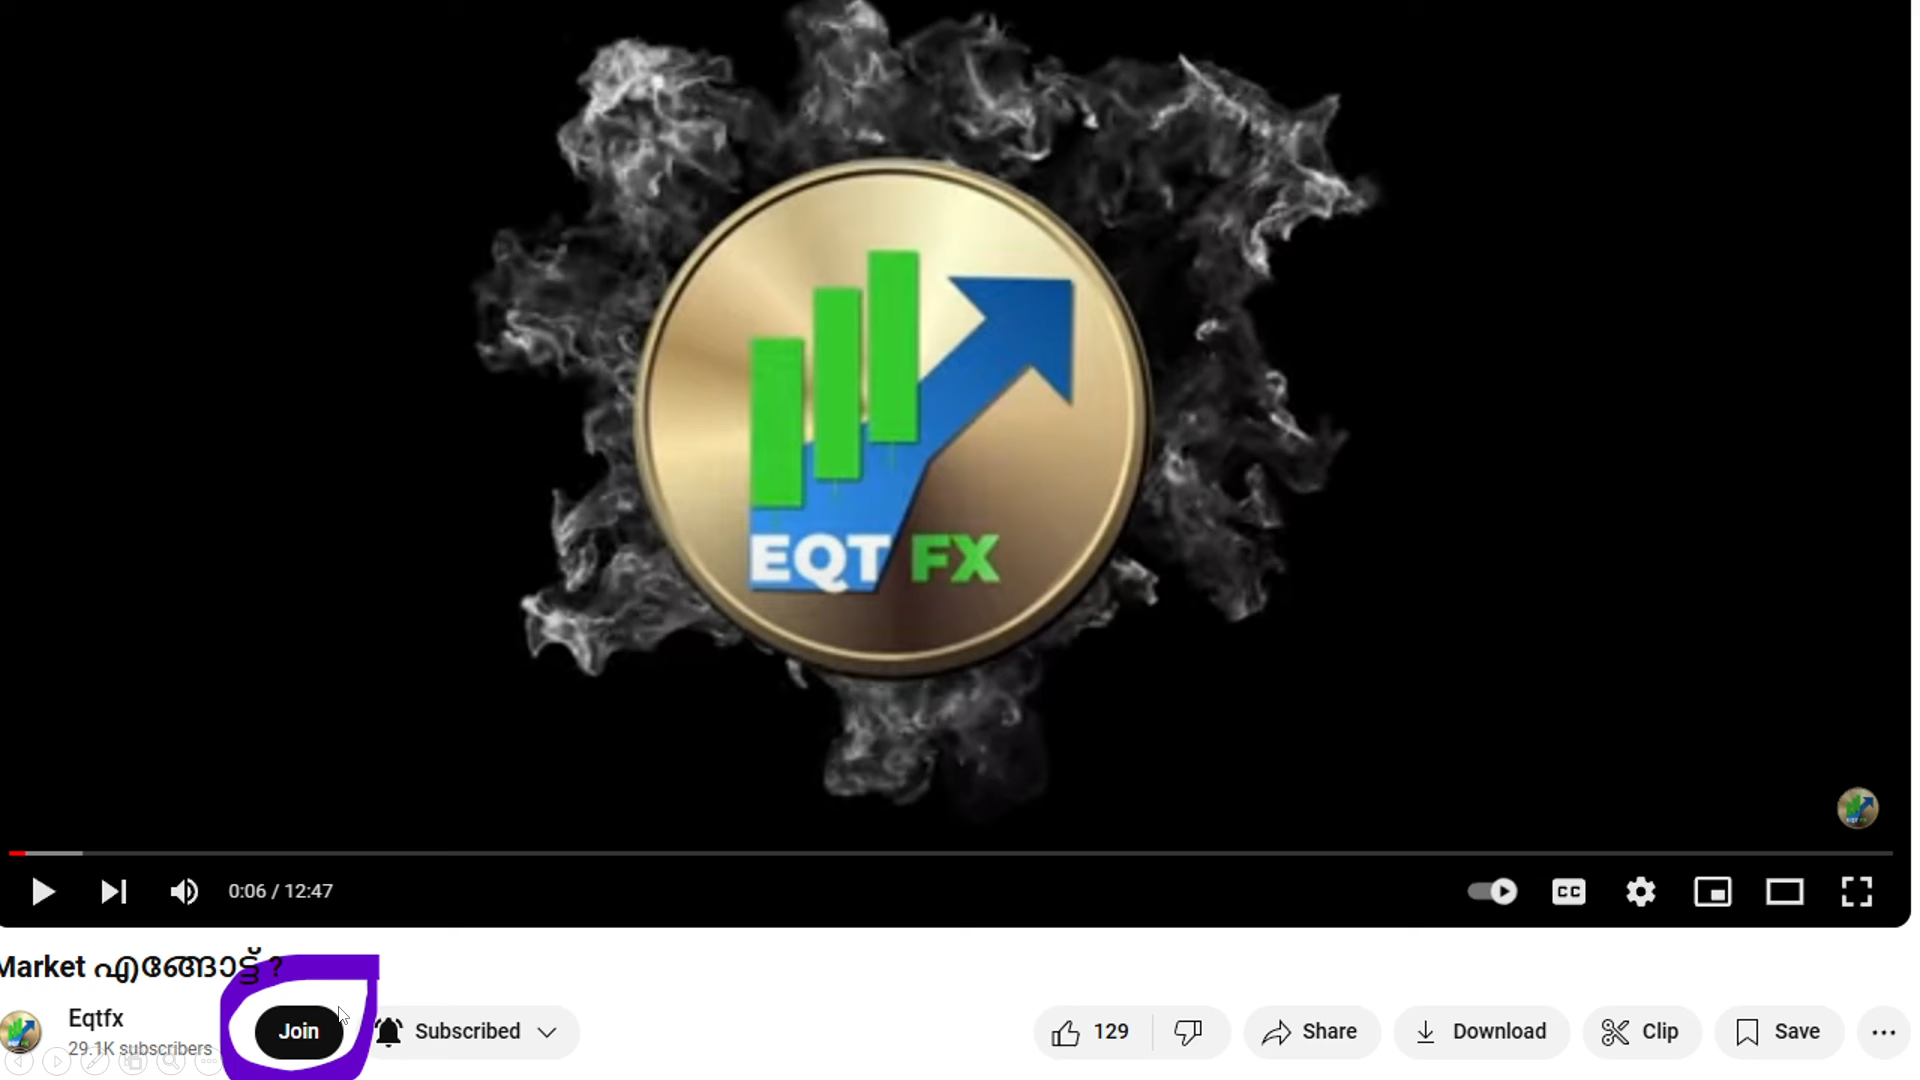 EQT FX
0:06 / 12:47
CC
Market എങ്ങോട്ട് ?
Eqtfx
29.1K subscribers
Join
Subscribed
129
Share
Download
Clip
Save